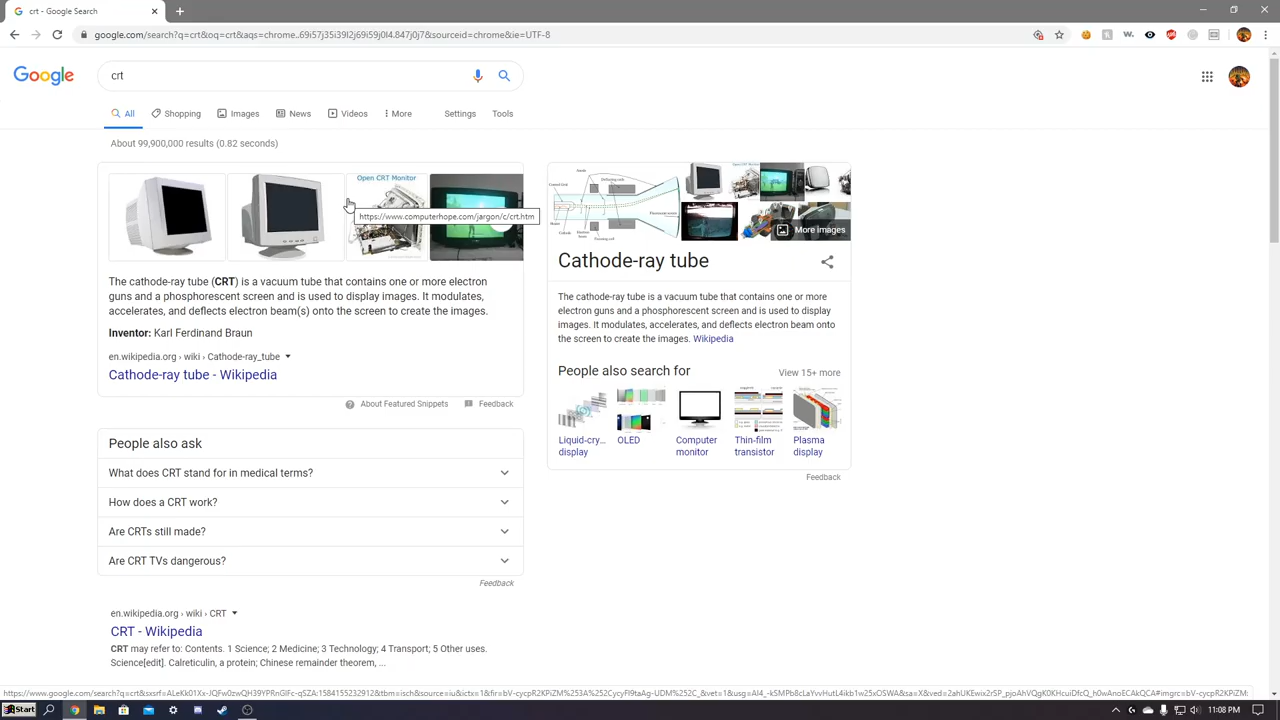 crt - Google Search
google.com/search?q=crt&oq=crt&aqs=chrome..69i57j35i39l2j69i59j0l4.847j0j7&sourceid=chrome&ie=UTF-8
Google
crt
All
Shopping
Images
News
Videos
More
Settings
Tools
About 99,900,000 results (0.82 seconds)
Open CRT Monitor
https://www.computerhope.com/jargon/c/crt.htm
The cathode-ray tube (CRT) is a vacuum tube that contains one or more electron
guns and a phosphorescent screen and is used to display images. It modulates,
accelerates, and deflects electron beam(s) onto the screen to create the images.
Inventor: Karl Ferdinand Braun
en.wikipedia.org › wiki › Cathode-ray_tube
Cathode-ray tube - Wikipedia
About Featured Snippets
Feedback
People also ask
What does CRT stand for in medical terms?
How does a CRT work?
Are CRTs still made?
Are CRT TVs dangerous?
Feedback
en.wikipedia.org › wiki › CRT
CRT - Wikipedia
CRT may refer to: Contents. 1 Science; 2 Medicine; 3 Technology; 4 Transport; 5 Other uses.
Science[edit]. Calreticulin, a protein; Chinese remainder theorem, ...
More images
Cathode-ray tube
The cathode-ray tube is a vacuum tube that contains one or more
electron guns and a phosphorescent screen and is used to display
images. It modulates, accelerates, and deflects electron beam onto
the screen to create the images. Wikipedia
People also search for
View 15+ more
Liquid-cry...
display
OLED
Computer
monitor
Thin-film
transistor
Plasma
display
Feedback
Start
11:08 PM